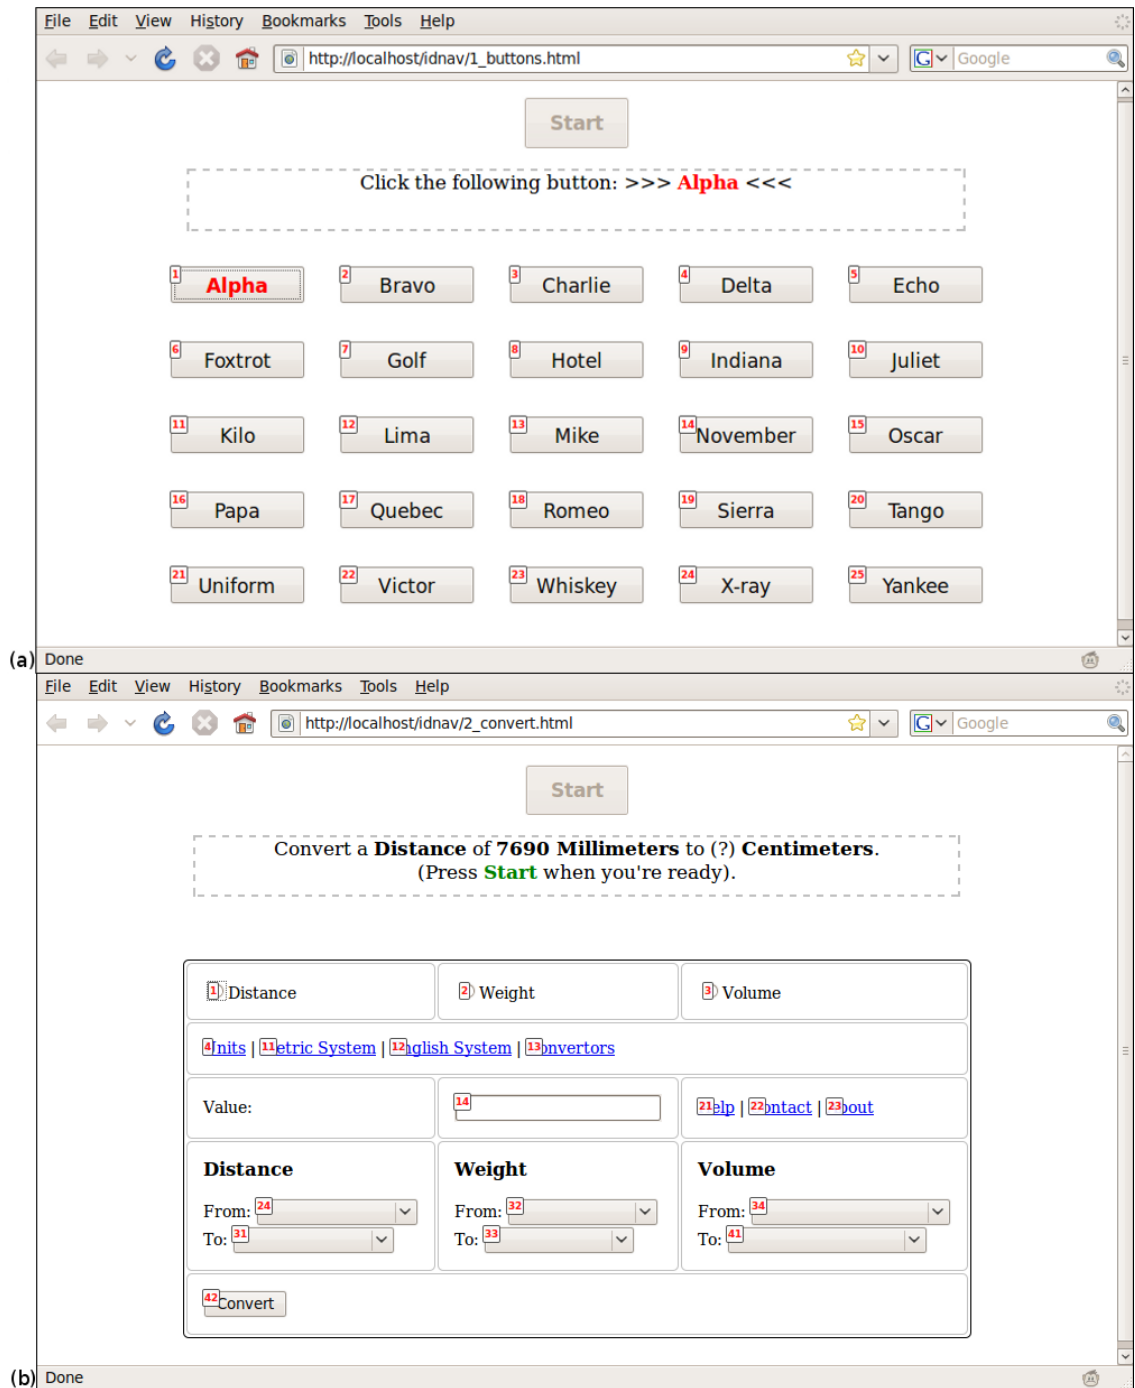 File Edit View History Bookmarks Tools Help
http://localhost/idnav/1_buttons.html G Google
Start
Click the following button: >>> Alpha <<<
1 Alpha 2 Bravo 3 Charlie 4 Delta 5 Echo
6 Foxtrot 7 Golf 8 Hotel 9 Indiana 10 Juliet
11 Kilo 12 Lima 13 Mike 14 November 15 Oscar
16 Papa 17 Quebec 18 Romeo 19 Sierra 20 Tango
21 Uniform 22 Victor 23 Whiskey 24 X-ray 25 Yankee
(a) Done
File Edit View History Bookmarks Tools Help
http://localhost/idnav/2_convert.html G Google
Start
Convert a Distance of 7690 Millimeters to (?) Centimeters.
(Press Start when you're ready).
1 Distance 2 Weight 3 Volume
4 nits | 11 etric System | 12 nglish System | 13 onvertors
Value: 14 21 elp | 22 ontact | 23 bout
Distance Weight Volume
From: 24 From: 32 From: 34
To: 31 To: 33 To: 41
42 Convert
(b) Done